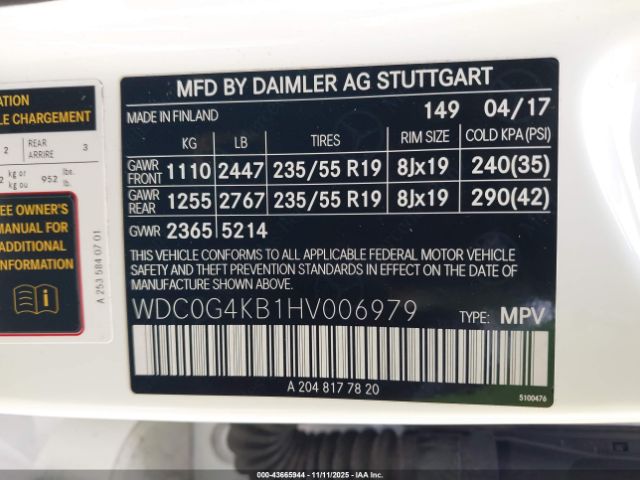 ATION
LE CHARGEMENT
2 REAR ARRIÈRE 3
kg or kg ou 952 lbs. lb.
EE OWNER'S
MANUAL FOR
ADDITIONAL
INFORMATION
A 253 584 07 01
MFD BY DAIMLER AG STUTTGART
MADE IN FINLAND 149 04/17
KG LB TIRES RIM SIZE COLD KPA(PSI)
GAWR FRONT 1110 2447 235/55 R19 8Jx19 240(35)
GAWR REAR 1255 2767 235/55 R19 8Jx19 290(42)
GVWR 2365 5214
THIS VEHICLE CONFORMS TO ALL APPLICABLE FEDERAL MOTOR VEHICLE
SAFETY AND THEFT PREVENTION STANDARDS IN EFFECT ON THE DATE OF
MANUFACTURE SHOWN ABOVE.
WDC0G4KB1HV006979 TYPE: MPV
A 204 817 78 20
5100476
000-43665944 - 11/11/2025 - IAA, Inc.